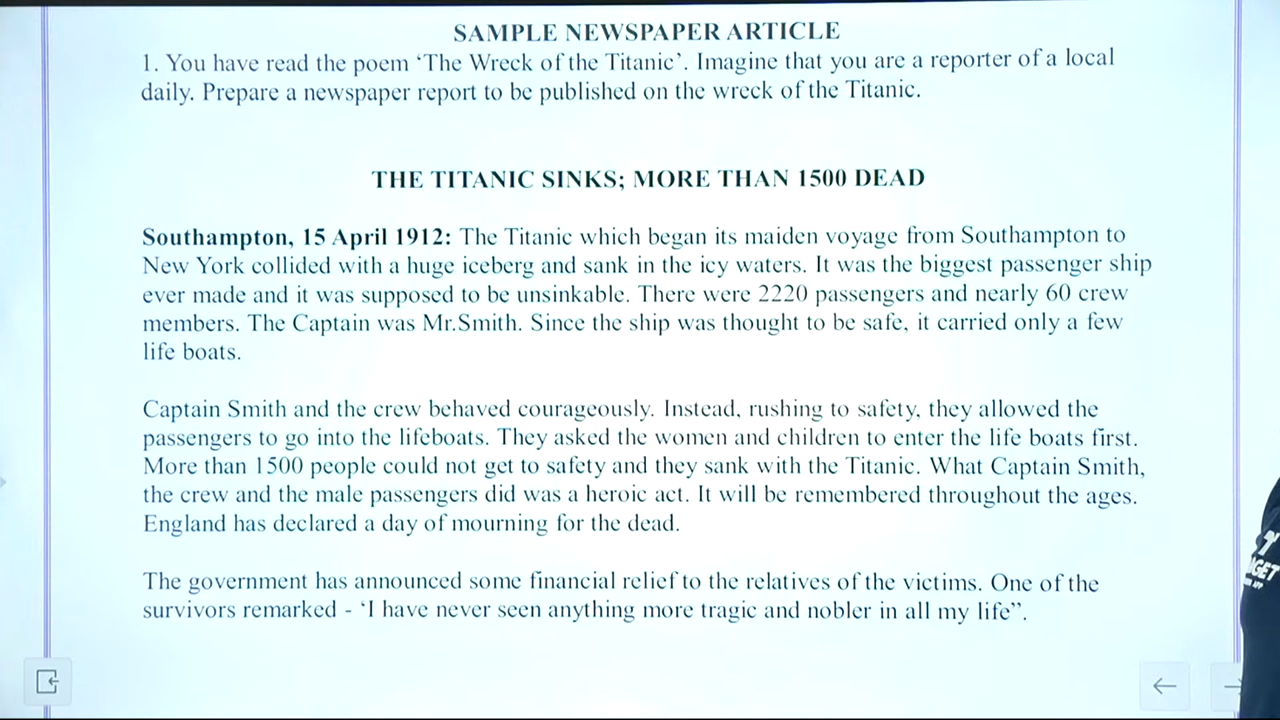 SAMPLE NEWSPAPER ARTICLE
1. You have read the poem ‘The Wreck of the Titanic’. Imagine that you are a reporter of a local
daily. Prepare a newspaper report to be published on the wreck of the Titanic.
THE TITANIC SINKS; MORE THAN 1500 DEAD
Southampton, 15 April 1912: The Titanic which began its maiden voyage from Southampton to
New York collided with a huge iceberg and sank in the icy waters. It was the biggest passenger ship
ever made and it was supposed to be unsinkable. There were 2220 passengers and nearly 60 crew
members. The Captain was Mr.Smith. Since the ship was thought to be safe, it carried only a few
life boats.
Captain Smith and the crew behaved courageously. Instead, rushing to safety, they allowed the
passengers to go into the lifeboats. They asked the women and children to enter the life boats first.
More than 1500 people could not get to safety and they sank with the Titanic. What Captain Smith,
the crew and the male passengers did was a heroic act. It will be remembered throughout the ages.
England has declared a day of mourning for the dead.
The government has announced some financial relief to the relatives of the victims. One of the
survivors remarked - ‘I have never seen anything more tragic and nobler in all my life”.